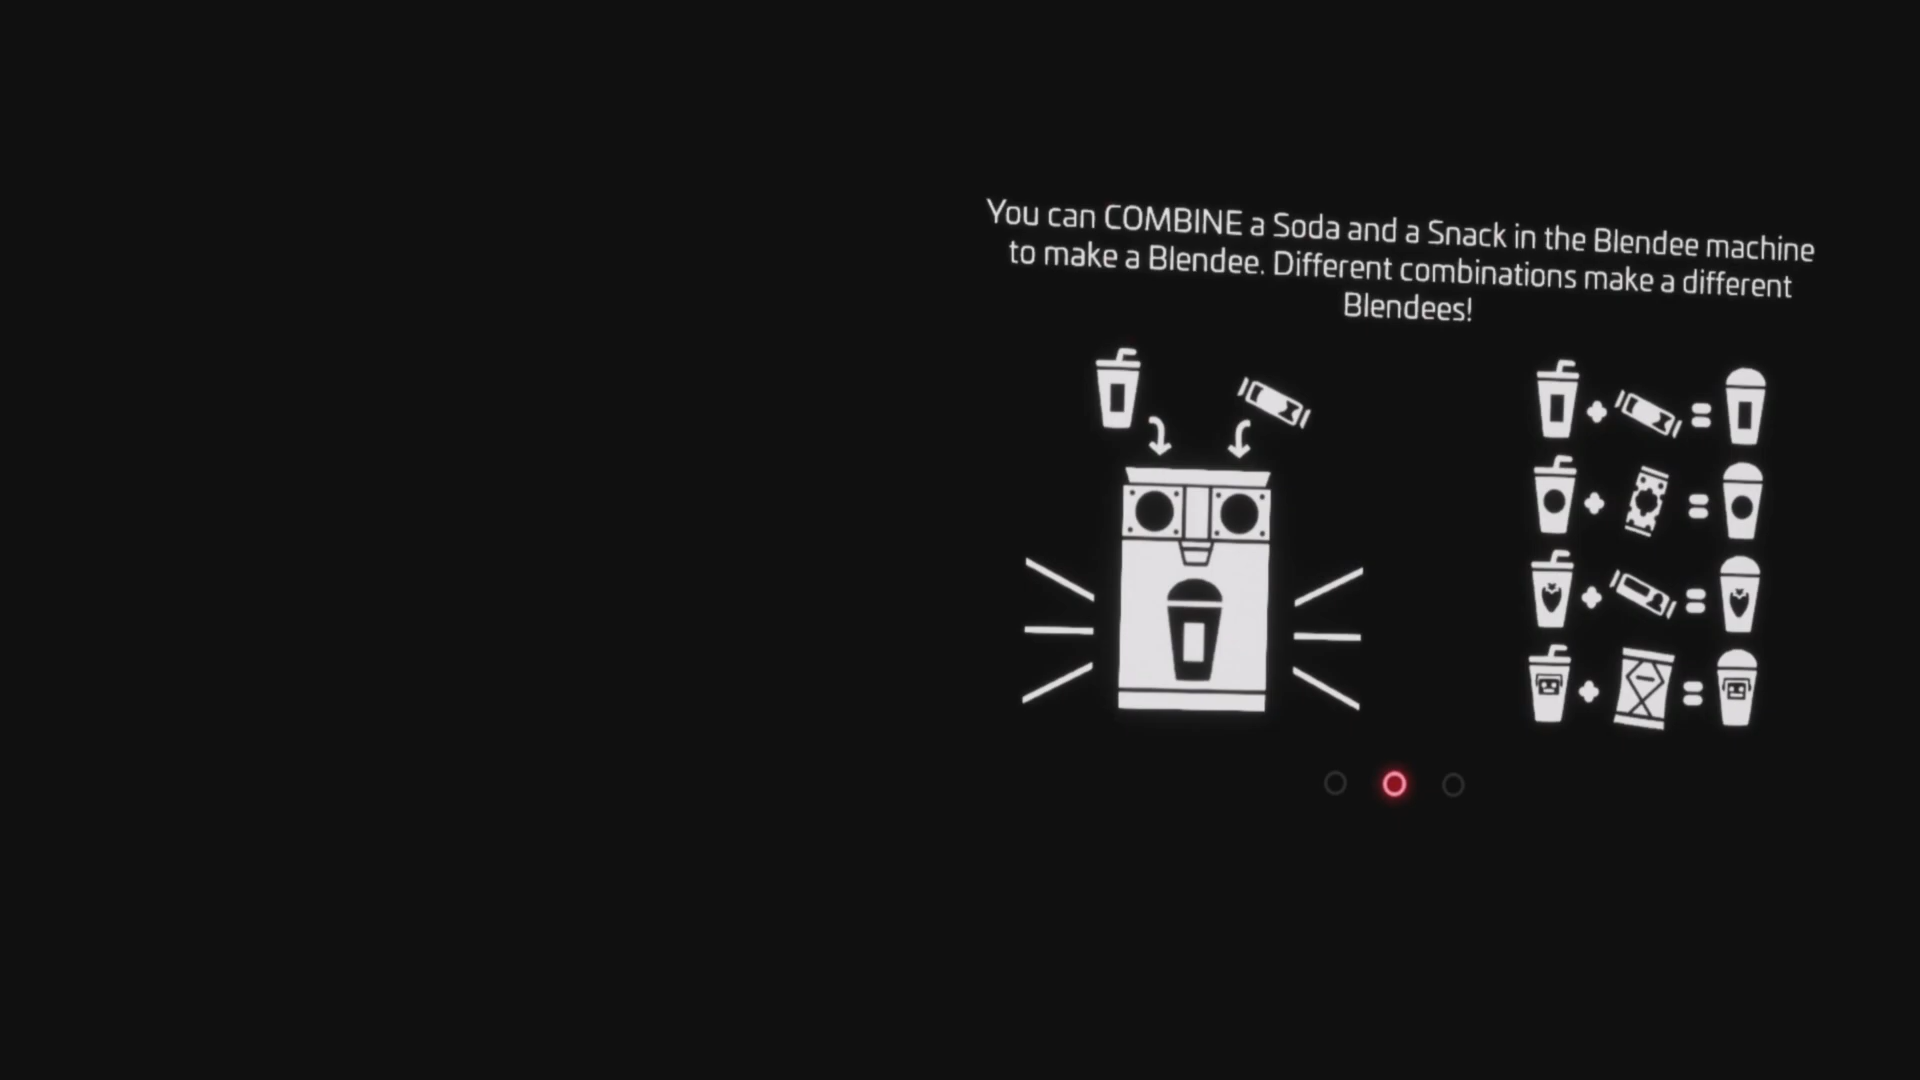 You can COMBINE a Soda and a Snack in the Blendee machine
to make a Blendee. Different combinations make a different
Blendees!